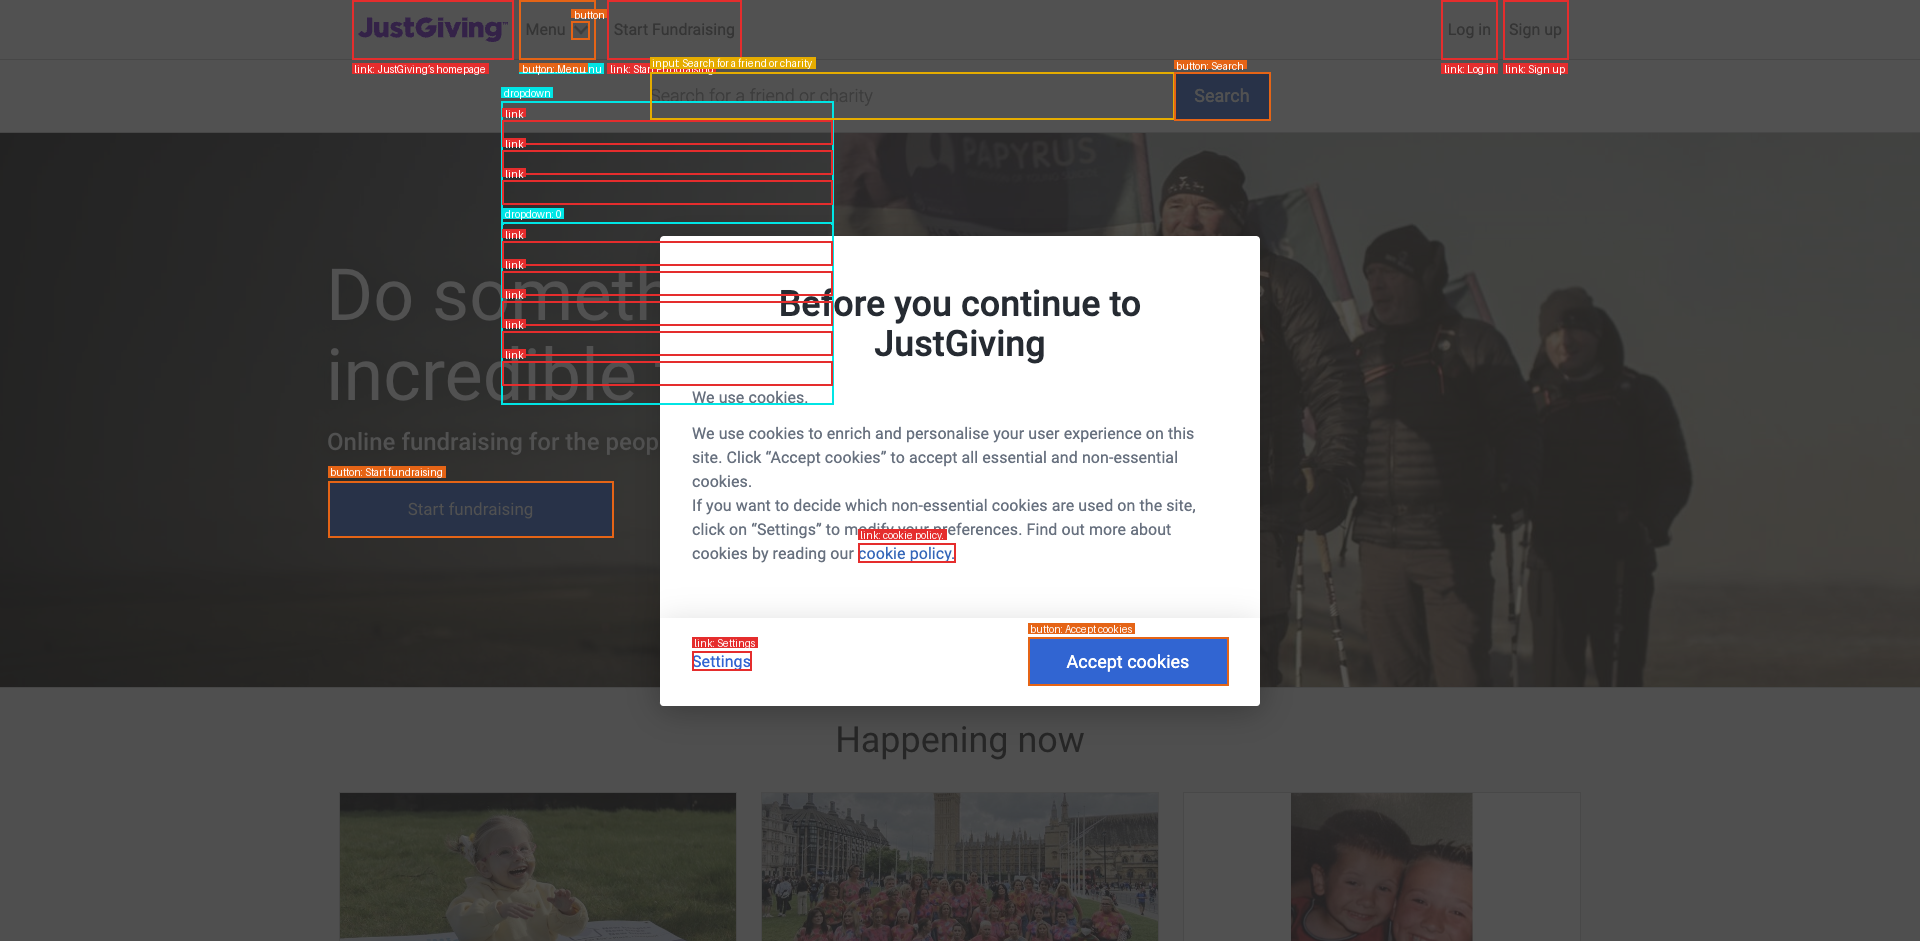 button
JustGiving™
Menu
Start Fundraising
Log in
Sign up
link: JustGiving's homepage
button: Menu nu
link: Start Fundraising
input: Search for a friend or charity
button: Search
link: Log in
link: Sign up
Search for a friend or charity
Search
dropdown
link
link
link
PAPYRUS
dropdown: 0
link
link
link
link
link
Do someth
incredible
Before you continue to
JustGiving
We use cookies.
Online fundraising for the peop
We use cookies to enrich and personalise your user experience on this
site. Click “Accept cookies” to accept all essential and non-essential
cookies.
button: Start fundraising
Start fundraising
If you want to decide which non-essential cookies are used on the site,
click on “Settings” to modify your preferences. Find out more about
link: cookie policy.
cookies by reading our cookie policy.
button: Accept cookies
link: Settings
Settings
Accept cookies
Happening now